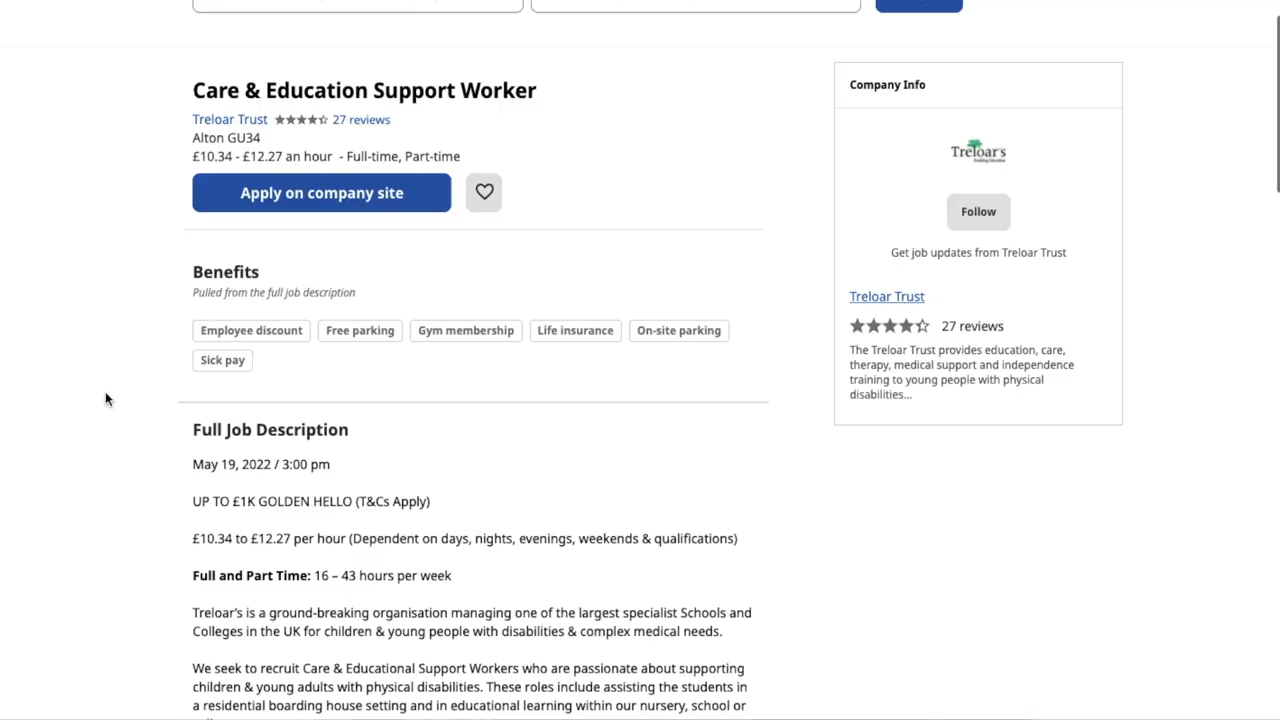 Care & Education Support Worker
Treloar Trust 27 reviews
Alton GU34
£10.34 - £12.27 an hour - Full-time, Part-time
Apply on company site
Benefits
Pulled from the full job description
Employee discount Free parking Gym membership Life insurance On-site parking
Sick pay
Full Job Description
May 19, 2022 / 3:00 pm
UP TO £1K GOLDEN HELLO (T&Cs Apply)
£10.34 to £12.27 per hour (Dependent on days, nights, evenings, weekends & qualifications)
Full and Part Time: 16 – 43 hours per week
Treloar's is a ground-breaking organisation managing one of the largest specialist Schools and
Colleges in the UK for children & young people with disabilities & complex medical needs.
We seek to recruit Care & Educational Support Workers who are passionate about supporting
children & young adults with physical disabilities. These roles include assisting the students in
a residential boarding house setting and in educational learning within our nursery, school or
Company Info
Treloar's
Follow
Get job updates from Treloar Trust
Treloar Trust
27 reviews
The Treloar Trust provides education, care,
therapy, medical support and independence
training to young people with physical
disabilities...